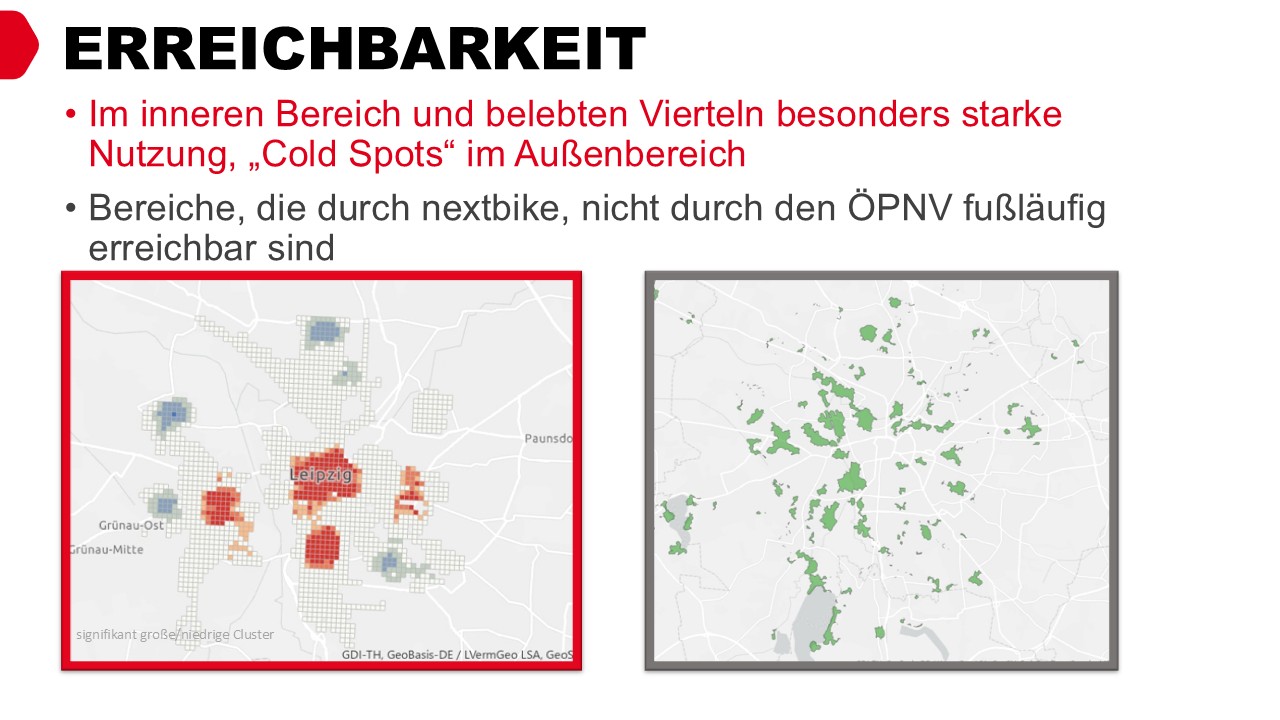 ERREICHBARKEIT
• Im inneren Bereich und belebten Vierteln besonders starke
Nutzung, „Cold Spots“ im Außenbereich
• Bereiche, die durch nextbike, nicht durch den ÖPNV fußläufig
erreichbar sind
Leipzig
Paunsdo
Grünau-Ost
Grünau-Mitte
signifikant große/niedrige Cluster
GDI-TH, GeoBasis-DE / LVermGeo LSA, GeoS